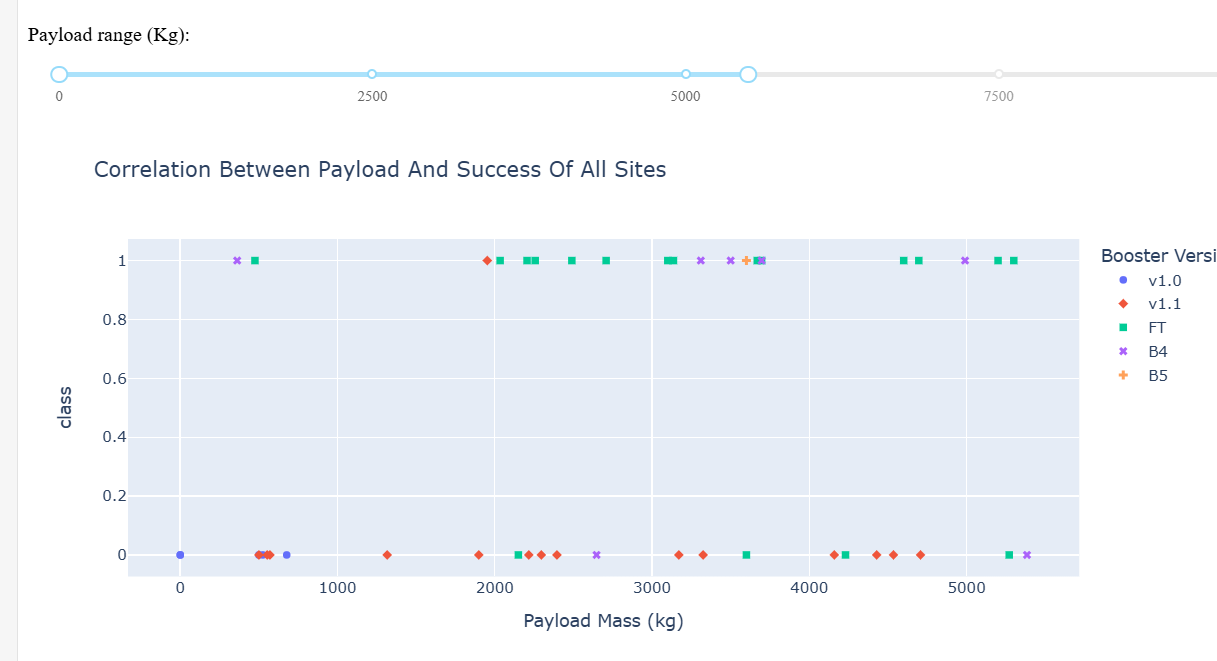 Payload range (Kg):
0 2500 5000 7500
Correlation Between Payload And Success Of All Sites
Booster Versi
v1.0
v1.1
FT
B4
B5
class
1
0.8
0.6
0.4
0.2
0
0 1000 2000 3000 4000 5000
Payload Mass (kg)